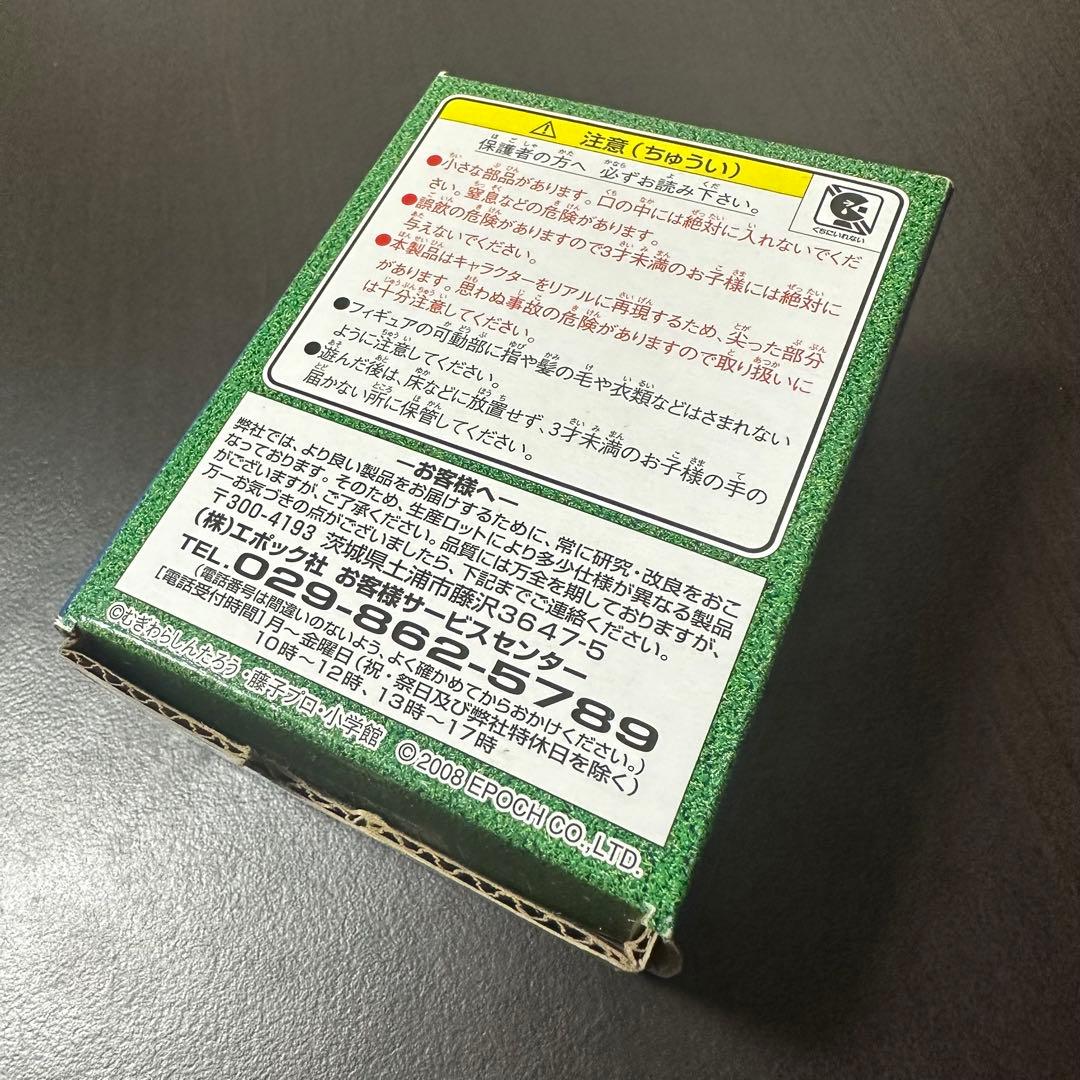 ⚠ 注意(ちゅうい)
保護者の方へ 必ずお読み下さい。
くちにいれない
●小さな部品があります。口の中には絶対に入れないでくだ
さい。窒息などの危険があります。
●誤飲の危険がありますので3才未満のお子様には絶対に
与えないでください。
●本製品はキャラクターをリアルに再現するため、尖った部分
があります。思わぬ事故の危険がありますので取り扱いに
は十分注意してください。
●フィギュアの可動部に指や髪の毛や衣類などはさまれない
ように注意してください。
●遊んだ後は、床などに放置せず、3才未満のお子様の手の
届かない所に保管してください。
―お客様へ―
弊社では、より良い製品をお届けするために、常に研究・改良をおこ
なっております。そのため、生産ロットにより多少仕様が異なる製品
がございますが、ご了承ください。品質には万全を期しておりますが、
万一お気づきの点がございましたら、下記までご連絡ください。
〒300-4193 茨城県土浦市藤沢3647-5
(株)エポック社 お客様サービスセンター
TEL.029-862-5789
(電話番号は間違いのないよう、よく確かめてからおかけください。)
[電話受付時間]月〜金曜日(祝・祭日及び弊社特休日を除く)
10時〜12時、13時〜17時
©むぎわらしんたろう・藤子プロ・小学館 ©2008 EPOCH CO.,LTD.